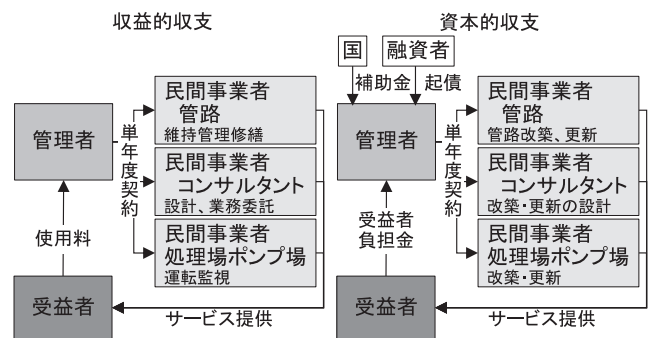 収益的収支
管理者
単年度契約
民間事業者
管路
維持管理修繕
民間事業者
コンサルタント
設計、業務委託
民間事業者
処理場ポンプ場
運転監視
使用料
受益者
サービス提供
資本的収支
国
融資者
補助金
起債
管理者
単年度契約
民間事業者
管路
管路改築、更新
民間事業者
コンサルタント
改築・更新の設計
民間事業者
処理場ポンプ場
改築・更新
受益者
負担金
受益者
サービス提供